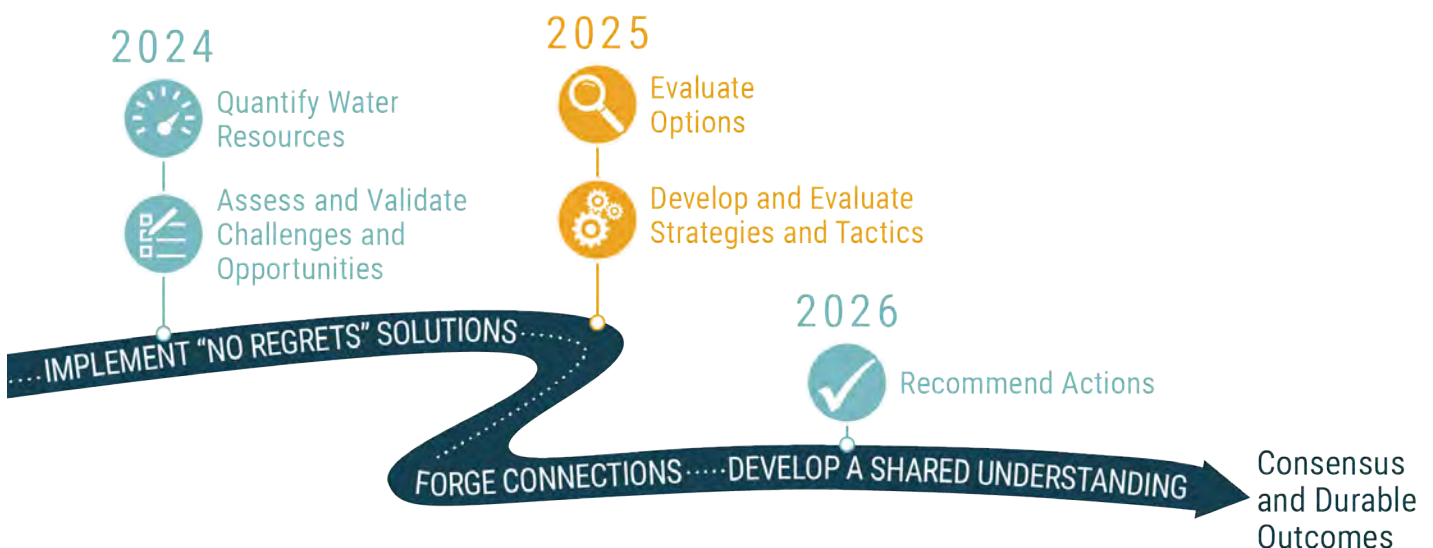 2024
Quantify Water
Resources
Assess and Validate
Challenges and
Opportunities
2025
Evaluate
Options
Develop and Evaluate
Strategies and Tactics
2026
Recommend Actions
....IMPLEMENT “NO REGRETS” SOLUTIONS
FORGE CONNECTIONS.....DEVELOP A SHARED UNDERSTANDING
Consensus
and Durable
Outcomes